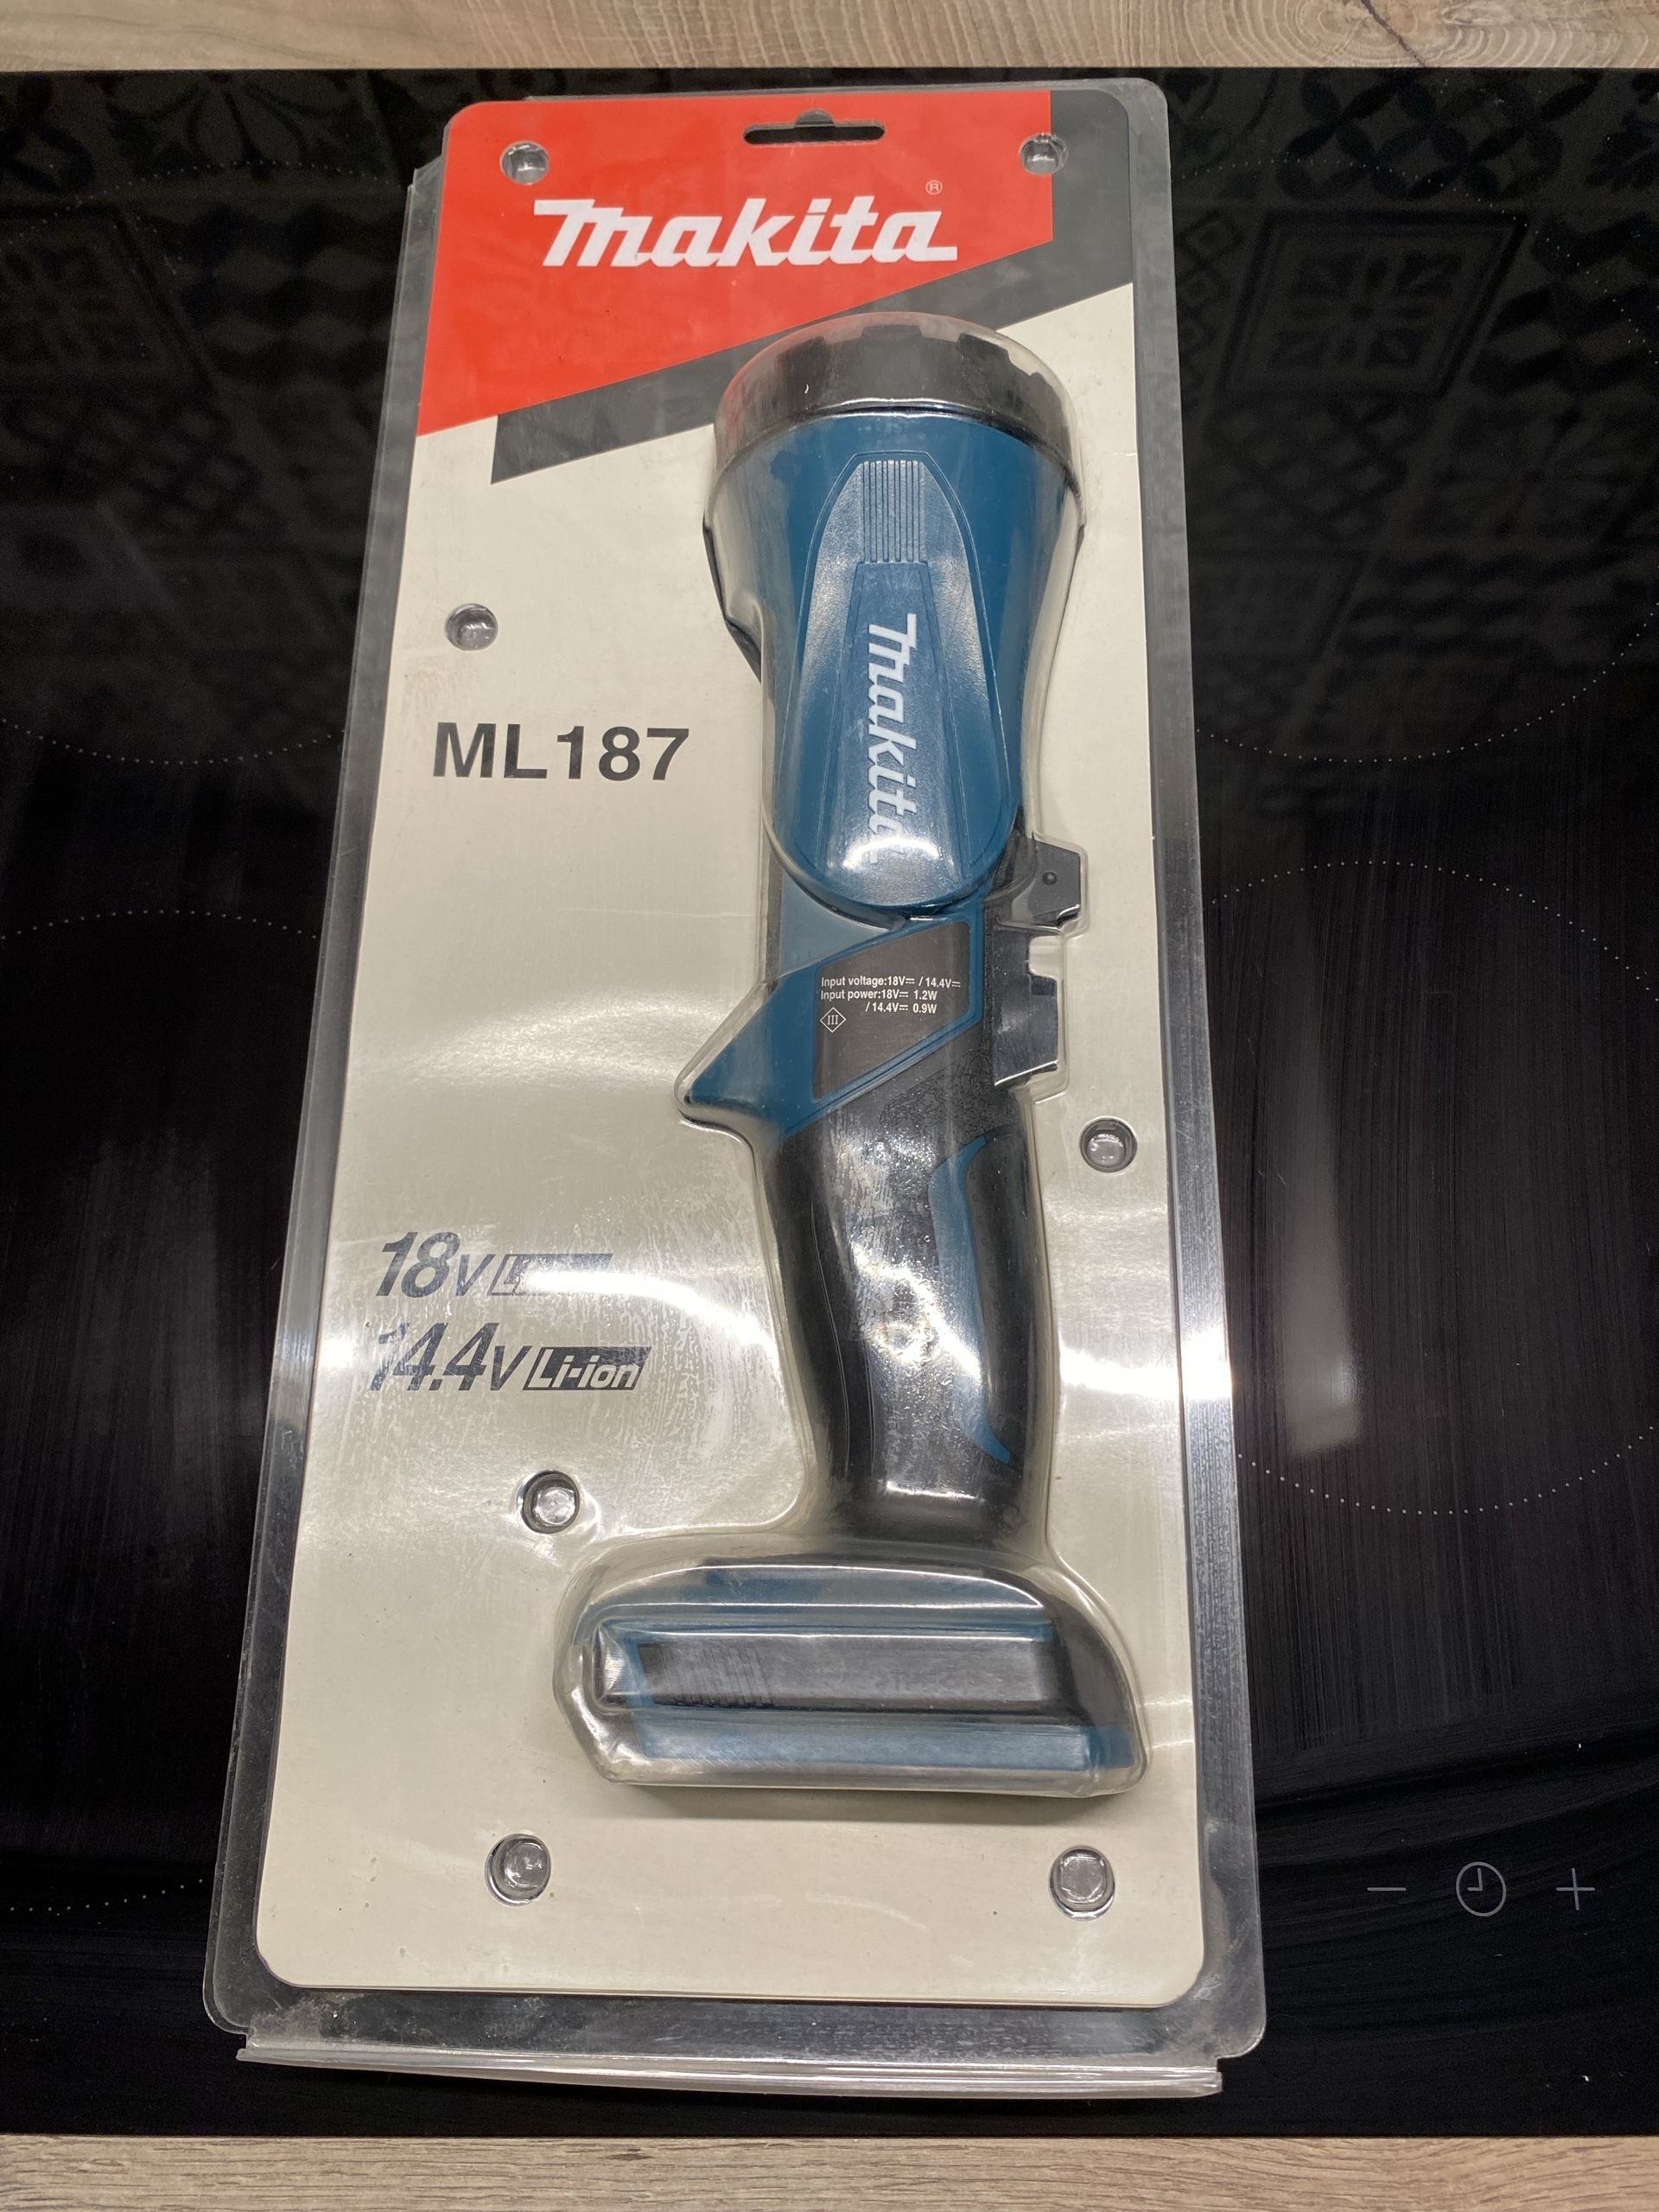 makita®
makita
ML187
Input voltage:18V⎓ / 14.4V⎓
Input power:18V⎓ 1.2W
/ 14.4V⎓ 0.9W
III
18V
14.4V Li-ion